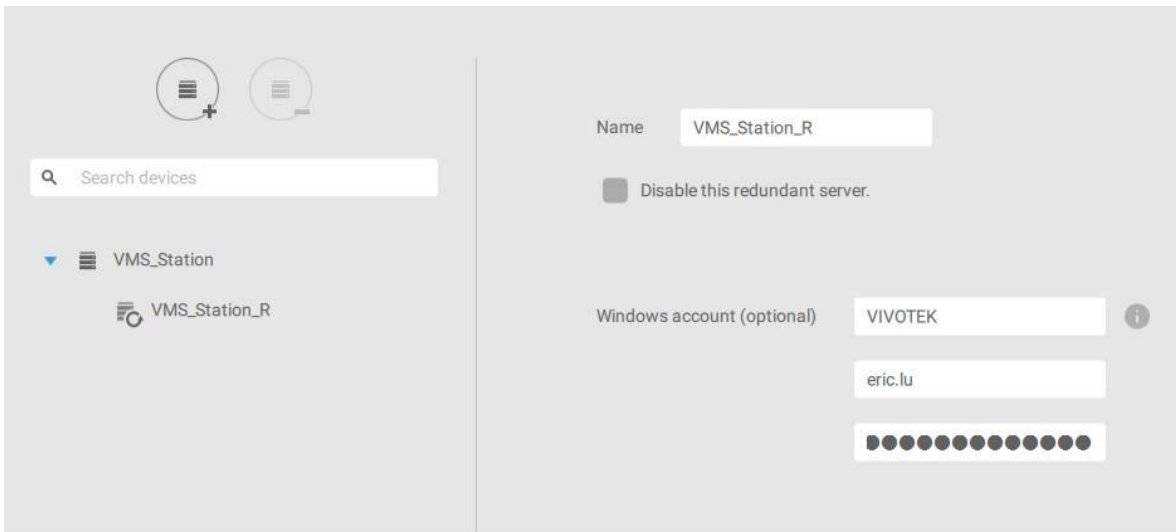 Search devices
VMS_Station
VMS_Station_R
Name
VMS_Station_R
Disable this redundant server.
Windows account (optional)
VIVOTEK
eric.lu